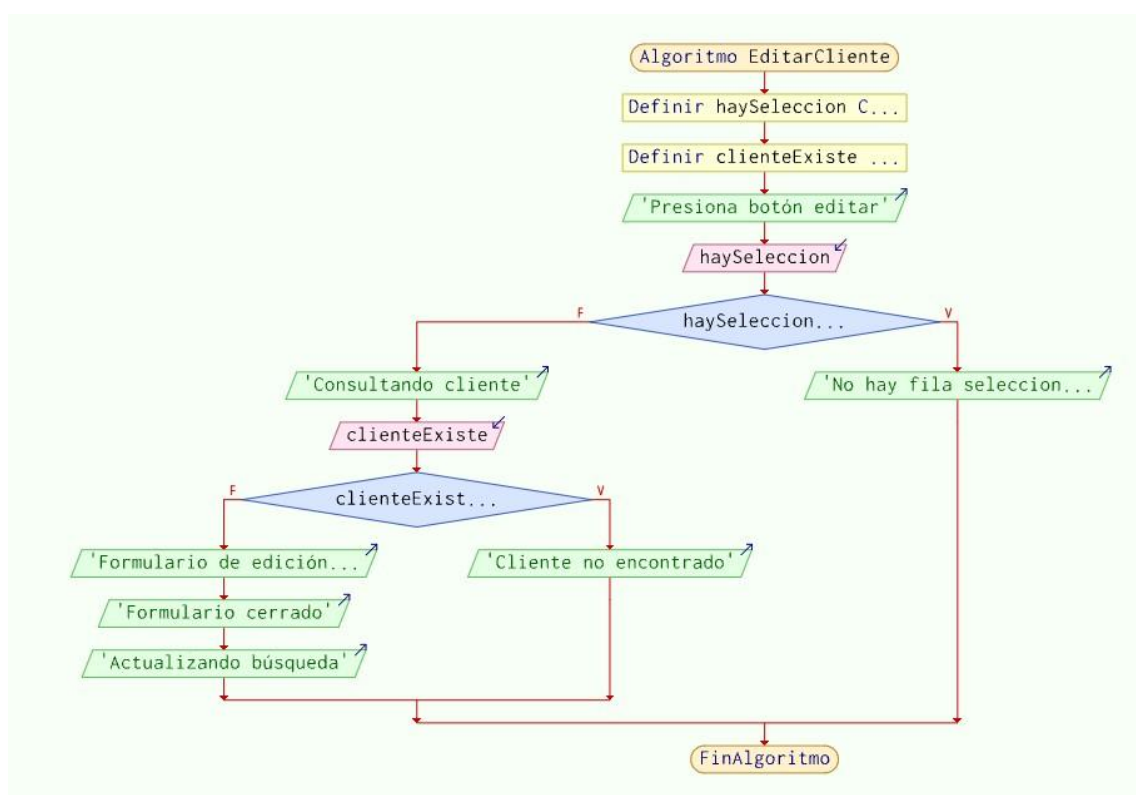 Algoritmo EditarCliente
Definir haySeleccion C...
Definir clienteExiste ...
'Presiona botón editar'
haySeleccion
haySeleccion...
F
V
'Consultando cliente'
'No hay fila seleccion...
clienteExiste
clienteExist...
F
V
'Formulario de edición...
'Cliente no encontrado'
'Formulario cerrado'
'Actualizando búsqueda'
FinAlgoritmo